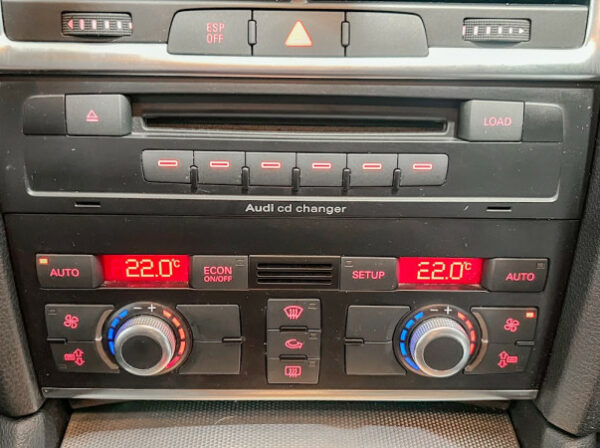 ESP
OFF
LOAD
Audi cd changer
AUTO
22.0°C
ECON
ON/OFF
SETUP
22.0°C
AUTO